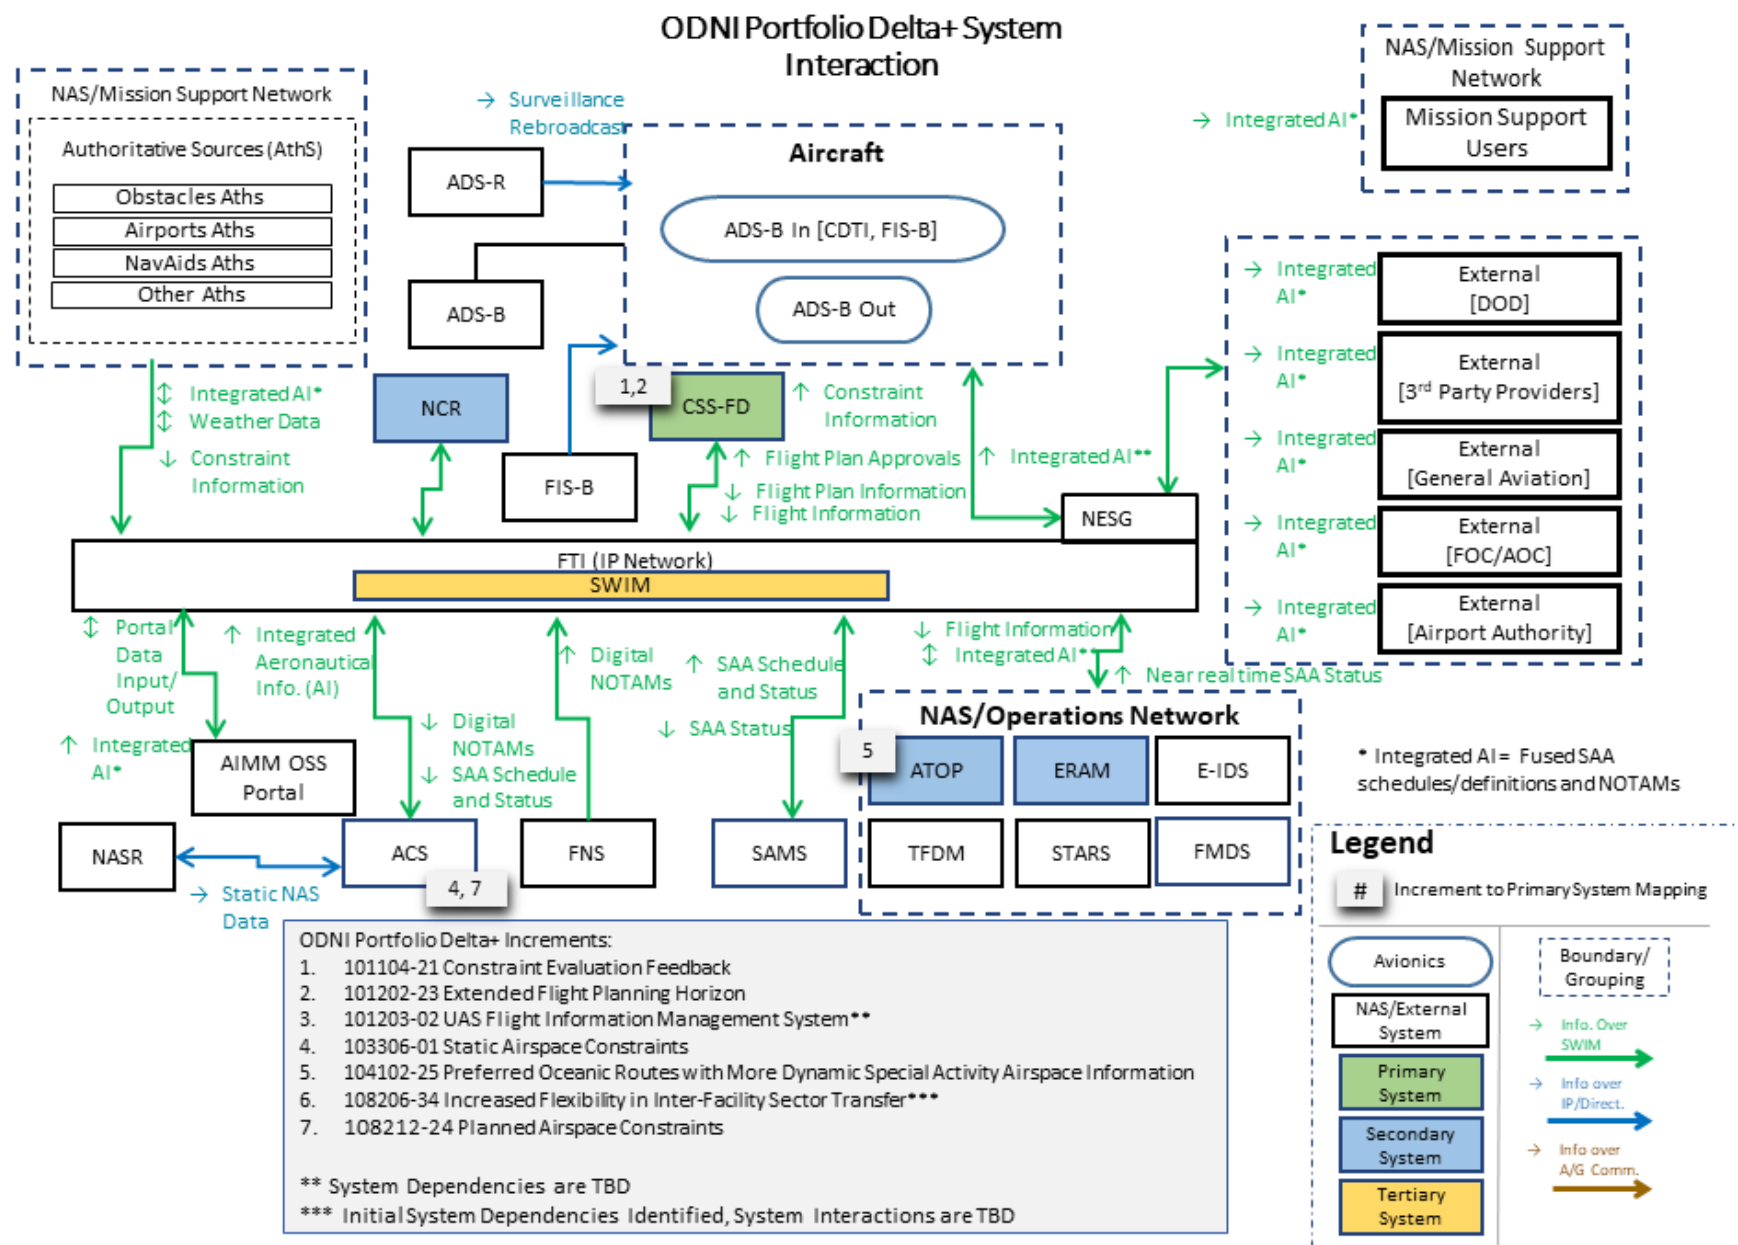 ODNI Portfolio Delta+ System
Interaction
NAS/Mission Support Network
Authoritative Sources (AthS)
Obstacles Aths
Airports Aths
NavAids Aths
Other Aths
→ Surveillance
Rebroadcast
ADS-R
ADS-B
Aircraft
ADS-B In [CDTI, FIS-B]
ADS-B Out
NAS/Mission Support
Network
→ Integrated AI*
Mission Support
Users
→ Integrated
AI*
External
[DOD]
→ Integrated
AI*
External
[3rd Party Providers]
→ Integrated
AI*
External
[General Aviation]
→ Integrated
AI*
External
[FOC/AOC]
→ Integrated
AI*
External
[Airport Authority]
↕ Integrated AI*
↕ Weather Data
↓ Constraint
Information
NCR
FIS-B
1,2
CSS-FD
↑ Constraint
Information
↑ Flight Plan Approvals
↓ Flight Plan Information
↓ Flight Information
↑ Integrated AI**
NESG
FTI (IP Network)
SWIM
↕ Portal
Data
Input/
Output
↑ Integrated
AI*
↑ Integrated
Aeronautical
Info. (AI)
↓ Digital
NOTAMs
↓ SAA Schedule
and Status
↑ Digital
NOTAMs
↑ SAA Schedule
and Status
↓ SAA Status
↓ Flight Information
↕ Integrated AI**
↑ Near real time SAA Status
AIMM OSS
Portal
NASR
→ Static NAS
Data
ACS
4, 7
FNS
SAMS
NAS/Operations Network
5
ATOP
ERAM
E-IDS
TFDM
STARS
FMDS
* Integrated AI = Fused SAA
schedules/definitions and NOTAMs
Legend
# Increment to Primary System Mapping
Avionics
NAS/External
System
Primary
System
Secondary
System
Tertiary
System
Boundary/
Grouping
→ Info. Over
SWIM
→ Info over
IP/Direct.
→ Info over
A/G Comm.
ODNI Portfolio Delta+ Increments:
1. 101104-21 Constraint Evaluation Feedback
2. 101202-23 Extended Flight Planning Horizon
3. 101203-02 UAS Flight Information Management System**
4. 103306-01 Static Airspace Constraints
5. 104102-25 Preferred Oceanic Routes with More Dynamic Special Activity Airspace Information
6. 108206-34 Increased Flexibility in Inter-Facility Sector Transfer***
7. 108212-24 Planned Airspace Constraints
** System Dependencies are TBD
*** Initial System Dependencies Identified, System Interactions are TBD